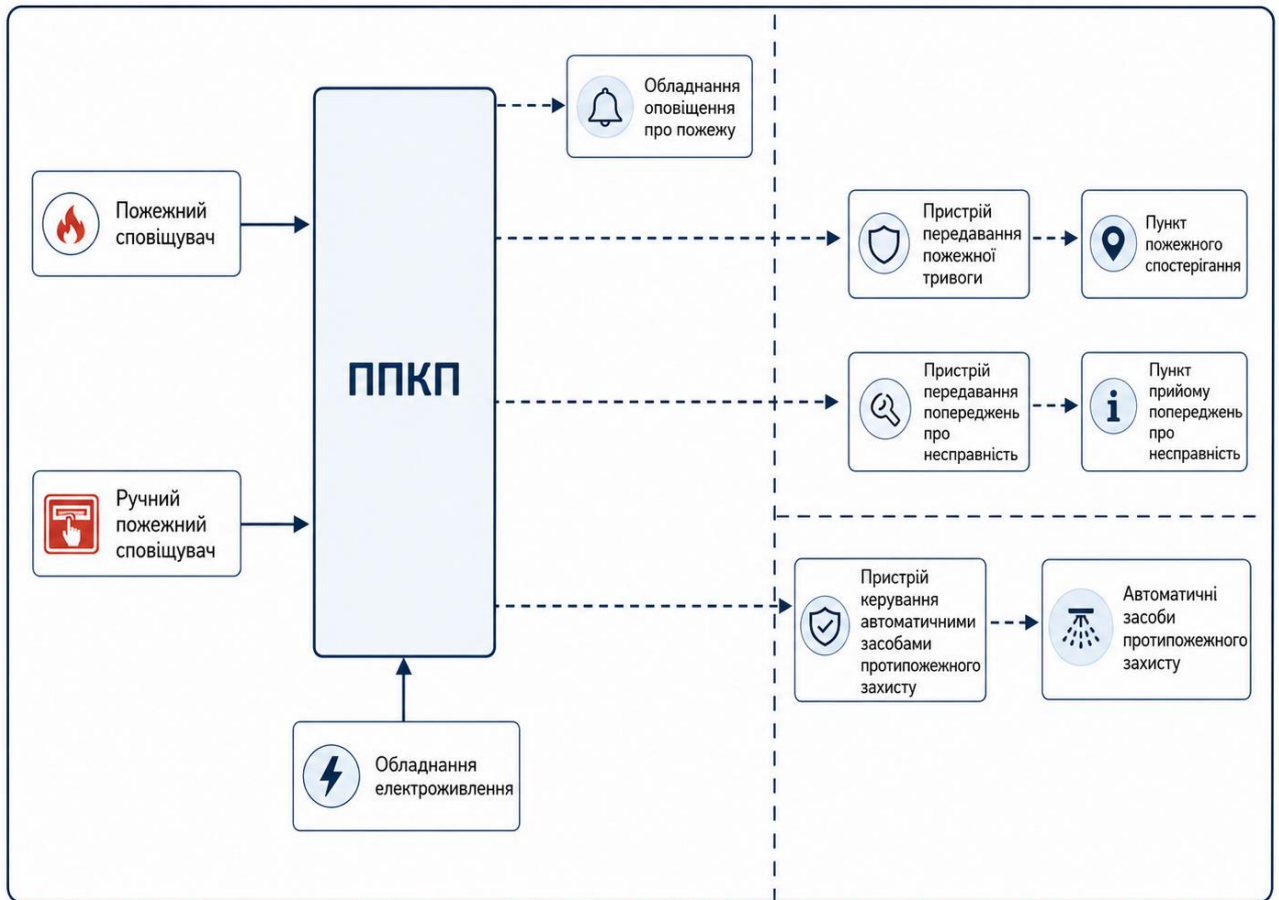 Обладнання
оповіщення
про пожежу
Пожежний
сповіщувач
Пристрій
передавання
пожежної
тривоги
Пункт
пожежного
спостерігання
ППКП
Пристрій
передавання
попереджень
про
несправність
Пункт
прийому
попереджень
про
несправність
Ручний
пожежний
сповіщувач
Пристрій
керування
автоматичними
засобами
протипожежного
захисту
Автоматичні
засоби
протипожежного
захисту
Обладнання
електроживлення